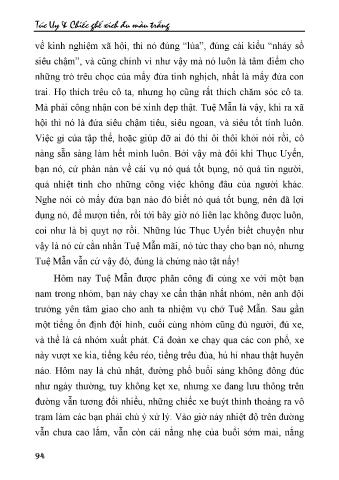 Túc Uy & Chiếc ghế xích đu màu trắng
về kinh nghiệm xã hội, thì nó đúng “lúa”, đúng cái kiểu “nhảy số
siêu chậm”, và cũng chính vì như vậy mà nó luôn là tâm điểm cho
những trò trêu chọc của mấy đứa tinh nghịch, nhất là mấy đứa con
trai. Họ thích trêu cô ta, nhưng họ cũng rất thích chăm sóc cô ta.
Mà phải công nhận con bé xinh đẹp thật. Tuệ Mẫn là vậy, khi ra xã
hội thì nó là đứa siêu chậm tiêu, siêu ngoan, và siêu tốt tính luôn.
Việc gì của tập thể, hoặc giúp đỡ ai đó thì ôi thôi khỏi nói rồi, cô
nàng sẵn sàng làm hết mình luôn. Bởi vậy mà đôi khi Thục Uyển,
bạn nó, cứ phàn nàn về cái vụ nó quá tốt bụng, nó quá tin người,
quá nhiệt tình cho những công việc không đâu của người khác.
Nghe nói có mấy đứa bạn nào đó biết nó quá tốt bụng, nên đã lợi
dụng nó, để mượn tiền, rồi tới bây giờ nó liên lạc không được luôn,
coi như là bị quỵt nợ rồi. Những lúc Thục Uyển biết chuyện như
vậy là nó cứ cằn nhằn Tuệ Mẫn mãi, nó tức thay cho bạn nó, nhưng
Tuệ Mẫn vẫn cứ vậy đó, đúng là chứng nào tật nấy!
Hôm nay Tuệ Mẫn được phân công đi cùng xe với một bạn
nam trong nhóm, bạn này chạy xe cẩn thận nhất nhóm, nên anh đội
trưởng yên tâm giao cho anh ta nhiệm vụ chở Tuệ Mẫn. Sau gần
một tiếng ổn định đội hình, cuối cùng nhóm cũng đủ người, đủ xe,
và thế là cả nhóm xuất phát. Cả đoàn xe chạy qua các con phố, xe
này vượt xe kia, tiếng kêu réo, tiếng trêu đùa, hú hí nhau thật huyên
náo. Hôm nay là chủ nhật, đường phố buổi sáng không đông đúc
như ngày thường, tuy không kẹt xe, nhưng xe đang lưu thông trên
đường vẫn tương đối nhiều, những chiếc xe buýt thỉnh thoảng ra vô
trạm làm các bạn phải chú ý xử lý. Vào giờ này nhiệt độ trên đường
vẫn chưa cao lắm, vẫn còn cái nắng nhẹ của buổi sớm mai, nắng
94